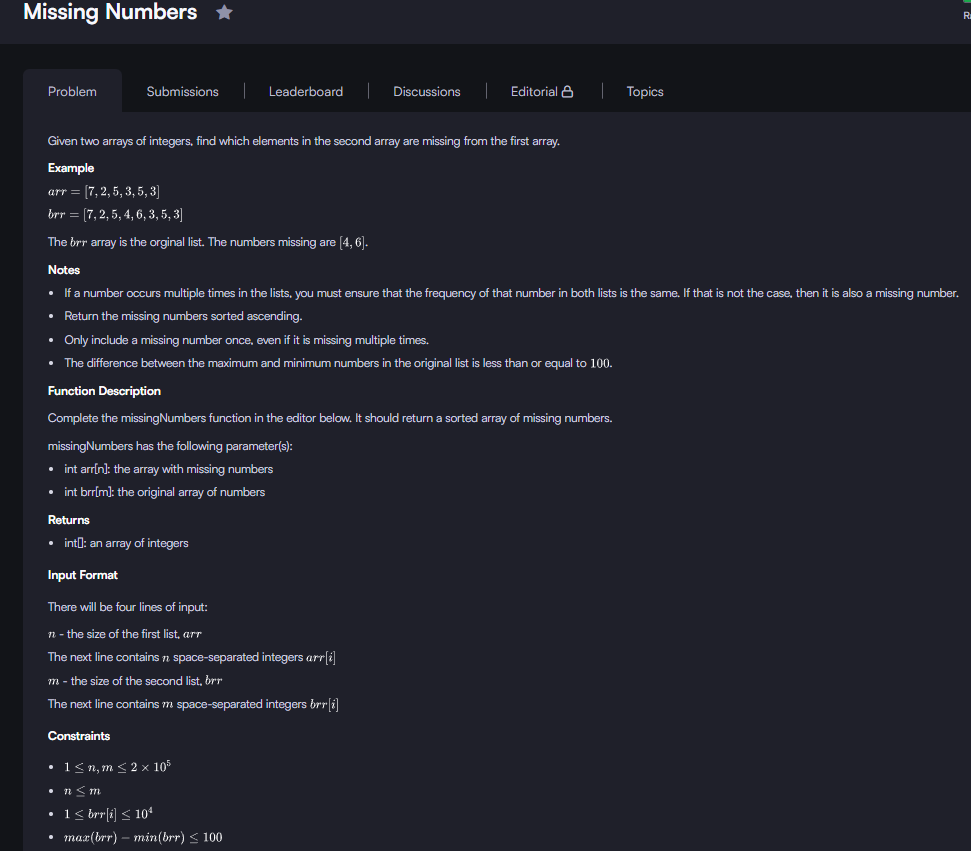 Missing Numbers
R
Problem Submissions Leaderboard Discussions Editorial Topics
Given two arrays of integers, find which elements in the second array are missing from the first array.
Example
arr = [7, 2, 5, 3, 5, 3]
brr = [7, 2, 5, 4, 6, 3, 5, 3]
The brr array is the orginal list. The numbers missing are [4, 6].
Notes
• If a number occurs multiple times in the lists, you must ensure that the frequency of that number in both lists is the same. If that is not the case, then it is also a missing number.
• Return the missing numbers sorted ascending.
• Only include a missing number once, even if it is missing multiple times.
• The difference between the maximum and minimum numbers in the original list is less than or equal to 100.
Function Description
Complete the missingNumbers function in the editor below. It should return a sorted array of missing numbers.
missingNumbers has the following parameter(s):
• int arr[n]: the array with missing numbers
• int brr[m]: the original array of numbers
Returns
• int[]: an array of integers
Input Format
There will be four lines of input:
n - the size of the first list, arr
The next line contains n space-separated integers arr[i]
m - the size of the second list, brr
The next line contains m space-separated integers brr[i]
Constraints
• 1 ≤ n, m ≤ 2 × 10⁵
• n ≤ m
• 1 ≤ brr[i] ≤ 10⁴
• max(brr) − min(brr) ≤ 100